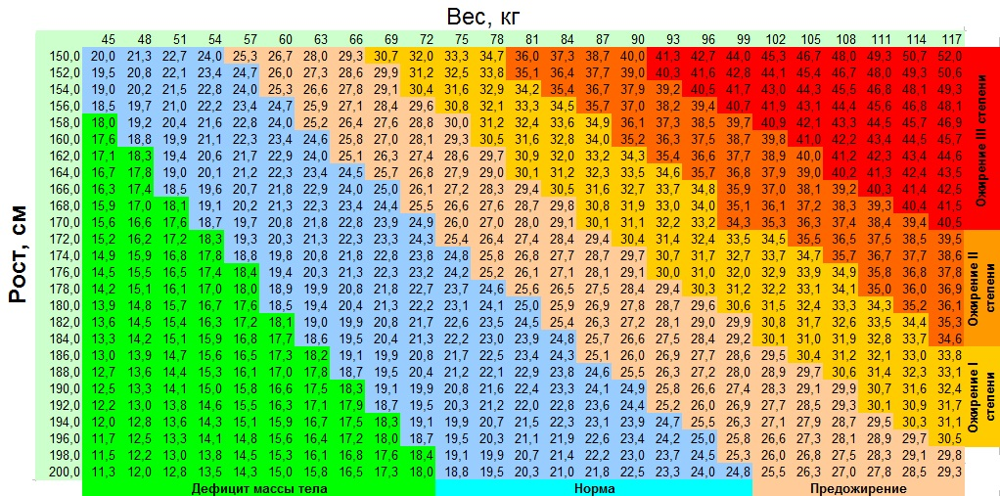 Вес, кг
45 48 51 54 57 60 63 66 69 72 75 78 81 84 87 90 93 96 99 102 105 108 111 114 117
150,0 20,0 21,3 22,7 24,0 25,3 26,7 28,0 29,3 30,7 32,0 33,3 34,7 36,0 37,3 38,7 40,0 41,3 42,7 44,0 45,3 46,7 48,0 49,3 50,7 52,0
152,0 19,5 20,8 22,1 23,4 24,7 26,0 27,3 28,6 29,9 31,2 32,5 33,8 35,1 36,4 37,7 39,0 40,3 41,6 42,8 44,1 45,4 46,7 48,0 49,3 50,6
154,0 19,0 20,2 21,5 22,8 24,0 25,3 26,6 27,8 29,1 30,4 31,6 32,9 34,2 35,4 36,7 37,9 39,2 40,5 41,7 43,0 44,3 45,5 46,8 48,1 49,3
156,0 18,5 19,7 21,0 22,2 23,4 24,7 25,9 27,1 28,4 29,6 30,8 32,1 33,3 34,5 35,7 37,0 38,2 39,4 40,7 41,9 43,1 44,4 45,6 46,8 48,1
158,0 18,0 19,2 20,4 21,6 22,8 24,0 25,2 26,4 27,6 28,8 30,0 31,2 32,4 33,6 34,9 36,1 37,3 38,5 39,7 40,9 42,1 43,3 44,5 45,7 46,9
160,0 17,6 18,8 19,9 21,1 22,3 23,4 24,6 25,8 27,0 28,1 29,3 30,5 31,6 32,8 34,0 35,2 36,3 37,5 38,7 39,8 41,0 42,2 43,4 44,5 45,7
162,0 17,1 18,3 19,4 20,6 21,7 22,9 24,0 25,1 26,3 27,4 28,6 29,7 30,9 32,0 33,2 34,3 35,4 36,6 37,7 38,9 40,0 41,2 42,3 43,4 44,6
164,0 16,7 17,8 19,0 20,1 21,2 22,3 23,4 24,5 25,7 26,8 27,9 29,0 30,1 31,2 32,3 33,5 34,6 35,7 36,8 37,9 39,0 40,2 41,3 42,4 43,5
166,0 16,3 17,4 18,5 19,6 20,7 21,8 22,9 24,0 25,0 26,1 27,2 28,3 29,4 30,5 31,6 32,7 33,7 34,8 35,9 37,0 38,1 39,2 40,3 41,4 42,5
168,0 15,9 17,0 18,1 19,1 20,2 21,3 22,3 23,4 24,4 25,5 26,6 27,6 28,7 29,8 30,8 31,9 33,0 34,0 35,1 36,1 37,2 38,3 39,3 40,4 41,5
170,0 15,6 16,6 17,6 18,7 19,7 20,8 21,8 22,8 23,9 24,9 26,0 27,0 28,0 29,1 30,1 31,1 32,2 33,2 34,3 35,3 36,3 37,4 38,4 39,4 40,5
172,0 15,2 16,2 17,2 18,3 19,3 20,3 21,3 22,3 23,3 24,3 25,4 26,4 27,4 28,4 29,4 30,4 31,4 32,4 33,5 34,5 35,5 36,5 37,5 38,5 39,5
174,0 14,9 15,9 16,8 17,8 18,8 19,8 20,8 21,8 22,8 23,8 24,8 25,8 26,8 27,7 28,7 29,7 30,7 31,7 32,7 33,7 34,7 35,7 36,7 37,7 38,6
176,0 14,5 15,5 16,5 17,4 18,4 19,4 20,3 21,3 22,3 23,2 24,2 25,2 26,1 27,1 28,1 29,1 30,0 31,0 32,0 32,9 33,9 34,9 35,8 36,8 37,8
178,0 14,2 15,1 16,1 17,0 18,0 18,9 19,9 20,8 21,8 22,7 23,7 24,6 25,6 26,5 27,5 28,4 29,4 30,3 31,2 32,2 33,1 34,1 35,0 36,0 36,9
180,0 13,9 14,8 15,7 16,7 17,6 18,5 19,4 20,4 21,3 22,2 23,1 24,1 25,0 25,9 26,9 27,8 28,7 29,6 30,6 31,5 32,4 33,3 34,3 35,2 36,1
182,0 13,6 14,5 15,4 16,3 17,2 18,1 19,0 19,9 20,8 21,7 22,6 23,5 24,5 25,4 26,3 27,2 28,1 29,0 29,9 30,8 31,7 32,6 33,5 34,4 35,3
184,0 13,3 14,2 15,1 15,9 16,8 17,7 18,6 19,5 20,4 21,3 22,2 23,0 23,9 24,8 25,7 26,6 27,5 28,4 29,2 30,1 31,0 31,9 32,8 33,7 34,6
186,0 13,0 13,9 14,7 15,6 16,5 17,3 18,2 19,1 19,9 20,8 21,7 22,5 23,4 24,3 25,1 26,0 26,9 27,7 28,6 29,5 30,4 31,2 32,1 33,0 33,8
188,0 12,7 13,6 14,4 15,3 16,1 17,0 17,8 18,7 19,5 20,4 21,2 22,1 22,9 23,8 24,6 25,5 26,3 27,2 28,0 28,9 29,7 30,6 31,4 32,3 33,1
190,0 12,5 13,3 14,1 15,0 15,8 16,6 17,5 18,3 19,1 19,9 20,8 21,6 22,4 23,3 24,1 24,9 25,8 26,6 27,4 28,3 29,1 29,9 30,7 31,6 32,4
192,0 12,2 13,0 13,8 14,6 15,5 16,3 17,1 17,9 18,7 19,5 20,3 21,2 22,0 22,8 23,6 24,4 25,2 26,0 26,9 27,7 28,5 29,3 30,1 30,9 31,7
194,0 12,0 12,8 13,6 14,3 15,1 15,9 16,7 17,5 18,3 19,1 19,9 20,7 21,5 22,3 23,1 23,9 24,7 25,5 26,3 27,1 27,9 28,7 29,5 30,3 31,1
196,0 11,7 12,5 13,3 14,1 14,8 15,6 16,4 17,2 18,0 18,7 19,5 20,3 21,1 21,9 22,6 23,4 24,2 25,0 25,8 26,6 27,3 28,1 28,9 29,7 30,5
198,0 11,5 12,2 13,0 13,8 14,5 15,3 16,1 16,8 17,6 18,4 19,1 19,9 20,7 21,4 22,2 23,0 23,7 24,5 25,3 26,0 26,8 27,5 28,3 29,1 29,8
200,0 11,3 12,0 12,8 13,5 14,3 15,0 15,8 16,5 17,3 18,0 18,8 19,5 20,3 21,0 21,8 22,5 23,3 24,0 24,8 25,5 26,3 27,0 27,8 28,5 29,3
Дефицит массы тела Норма Предожирение
Рост, см
Ожирение III степени
Ожирение II
степени
Ожирение I
степени